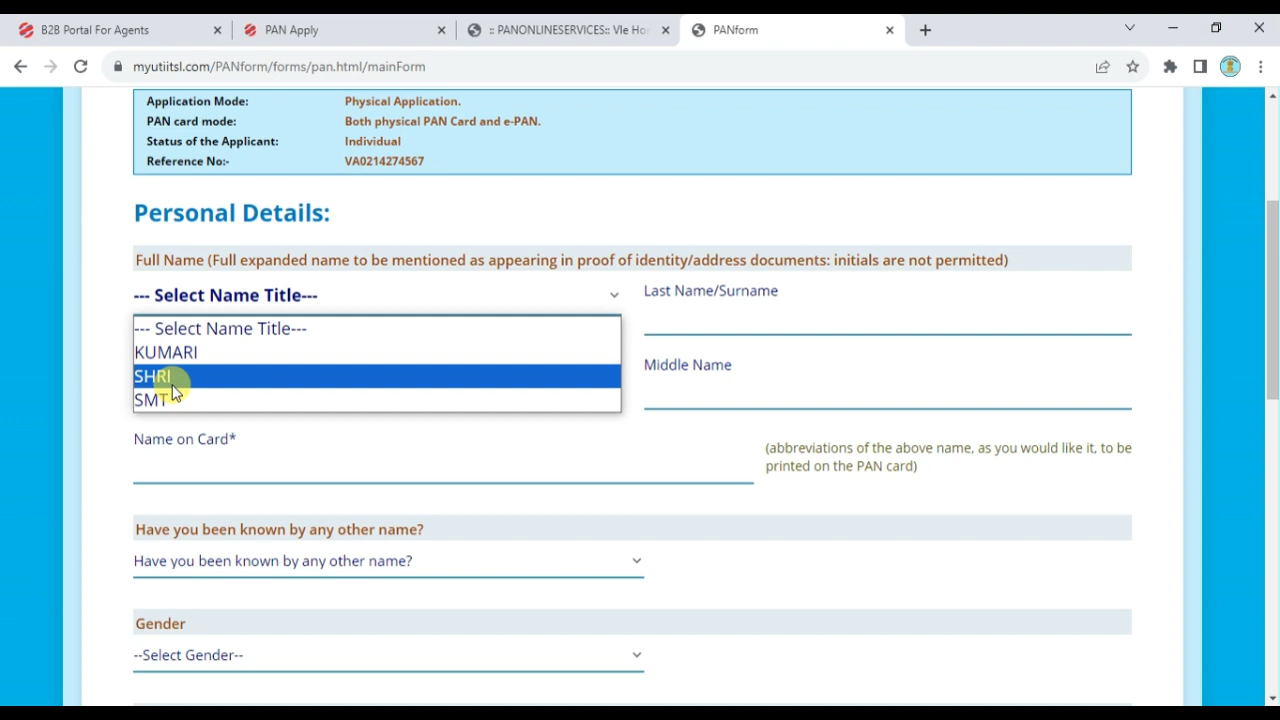 B2B Portal For Agents
PAN Apply
:: PANONLINESERVICES:: Vle Ho
PANform
myutiitsl.com/PANform/forms/pan.html/mainForm
Application Mode: Physical Application.
PAN card mode: Both physical PAN Card and e-PAN.
Status of the Applicant: Individual
Reference No:- VA0214274567
Personal Details:
Full Name (Full expanded name to be mentioned as appearing in proof of identity/address documents: initials are not permitted)
--- Select Name Title---
Last Name/Surname
--- Select Name Title---
KUMARI
SHRI
SMT
Middle Name
Name on Card*
(abbreviations of the above name, as you would like it, to be
printed on the PAN card)
Have you been known by any other name?
Have you been known by any other name?
Gender
--Select Gender--